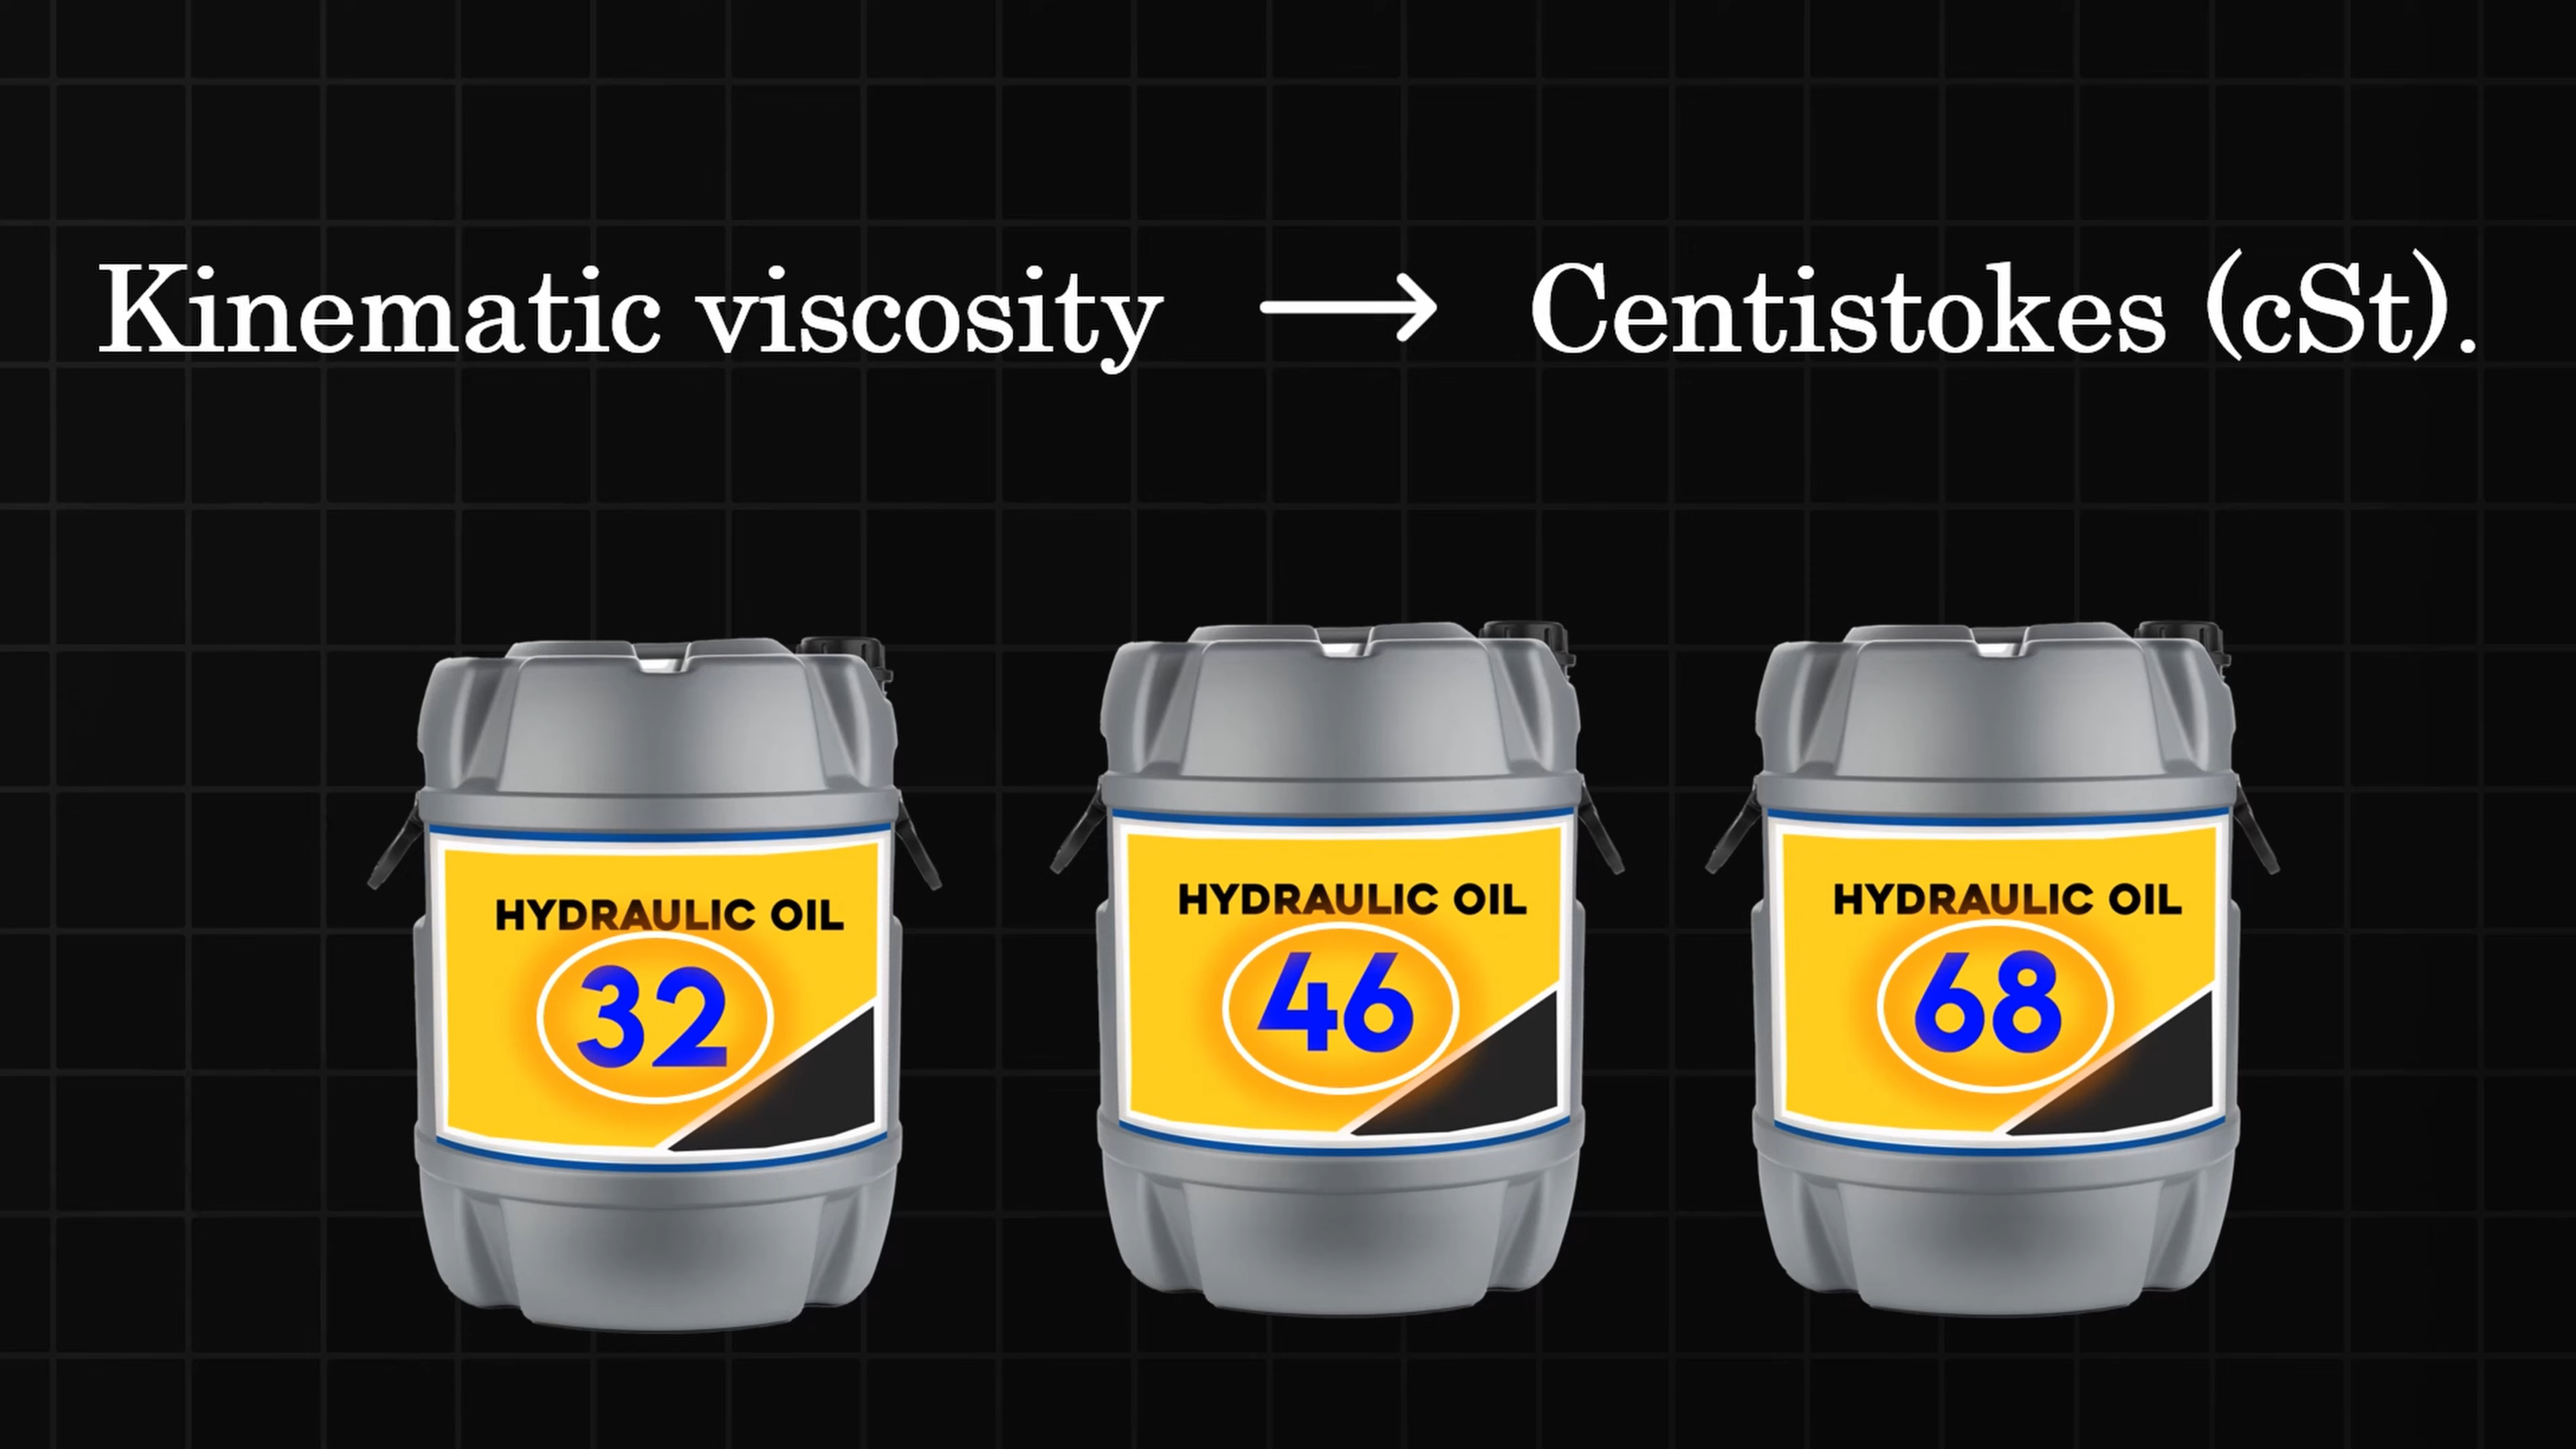 Kinematic viscosity → Centistokes (cSt).
HYDRAULIC OIL
32
HYDRAULIC OIL
46
HYDRAULIC OIL
68